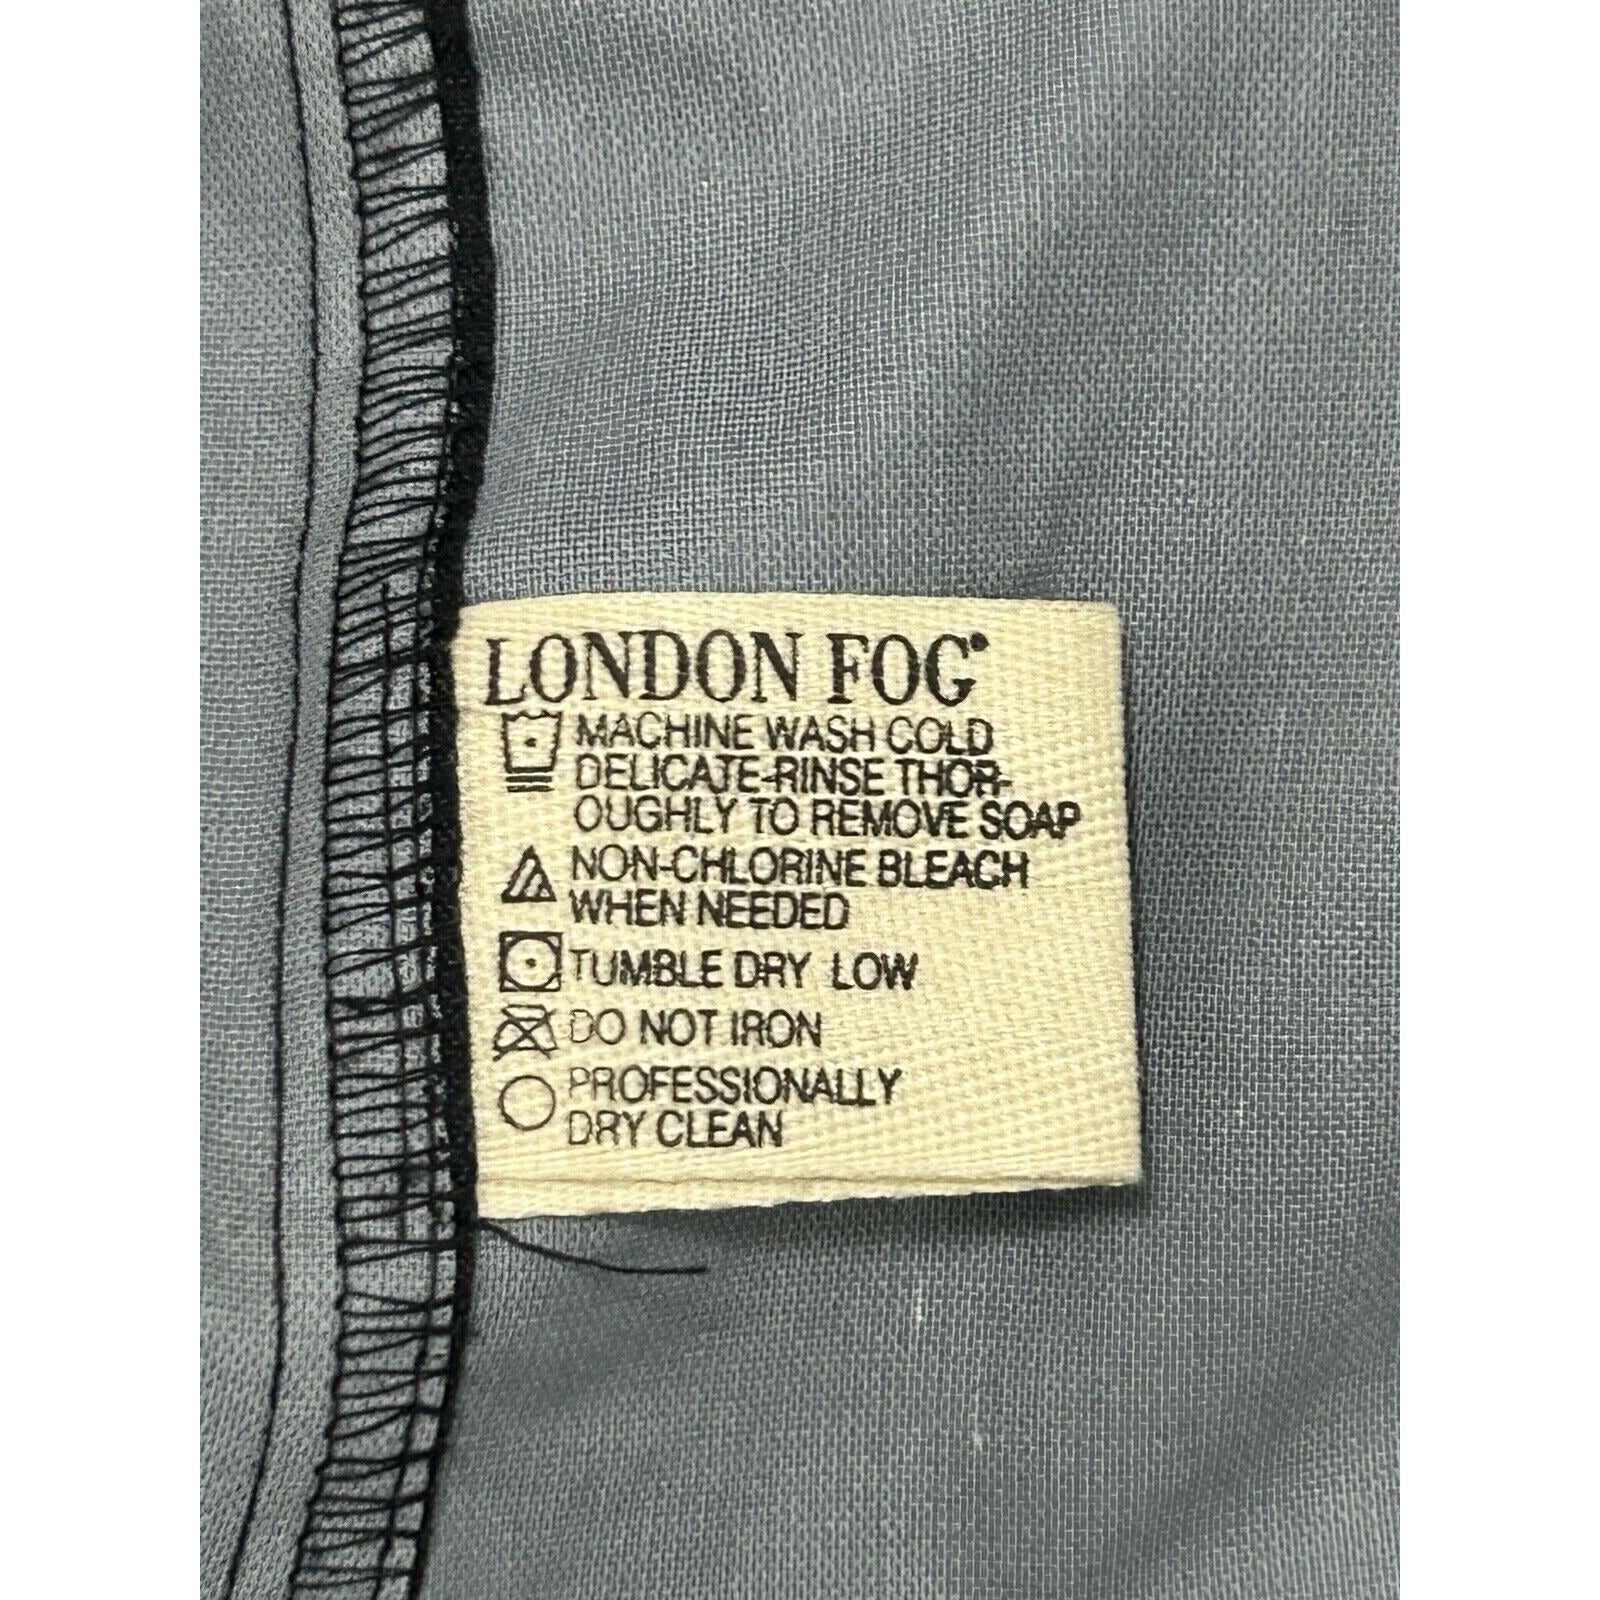 LONDON FOG®
MACHINE WASH COLD
DELICATE-RINSE THOR-
OUGHLY TO REMOVE SOAP
NON-CHLORINE BLEACH
WHEN NEEDED
TUMBLE DRY LOW
DO NOT IRON
PROFESSIONALLY
DRY CLEAN